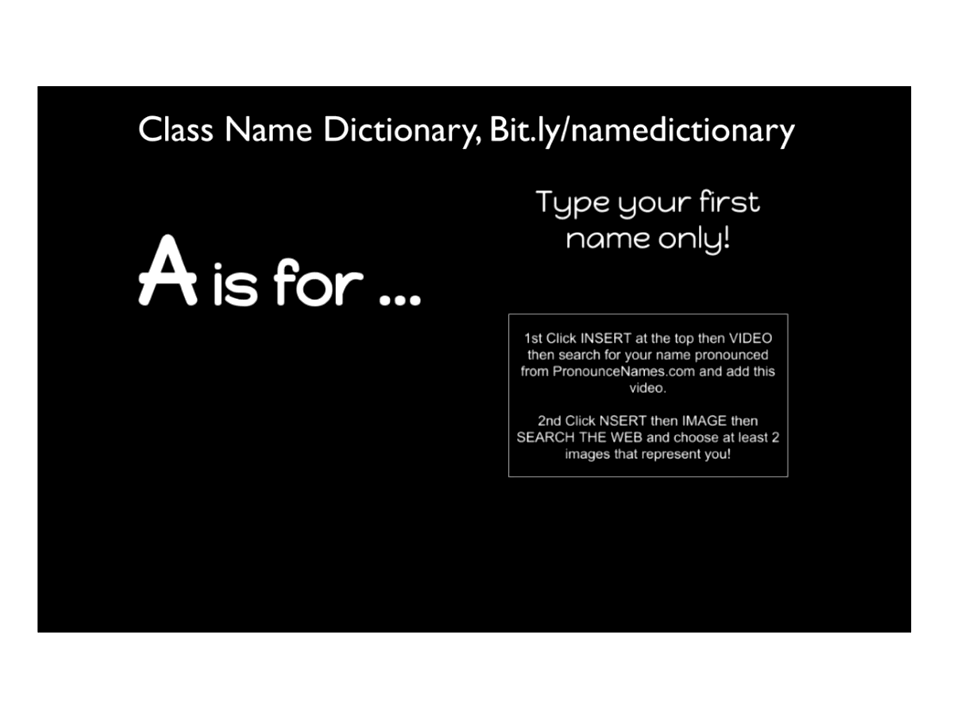 Class Name Dictionary, Bit.ly/namedictionary
Type your first
name only!
A is for ...
1st Click INSERT at the top then VIDEO
then search for your name pronounced
from PronounceNames.com and add this
video.
2nd Click NSERT then IMAGE then
SEARCH THE WEB and choose at least 2
images that represent you!